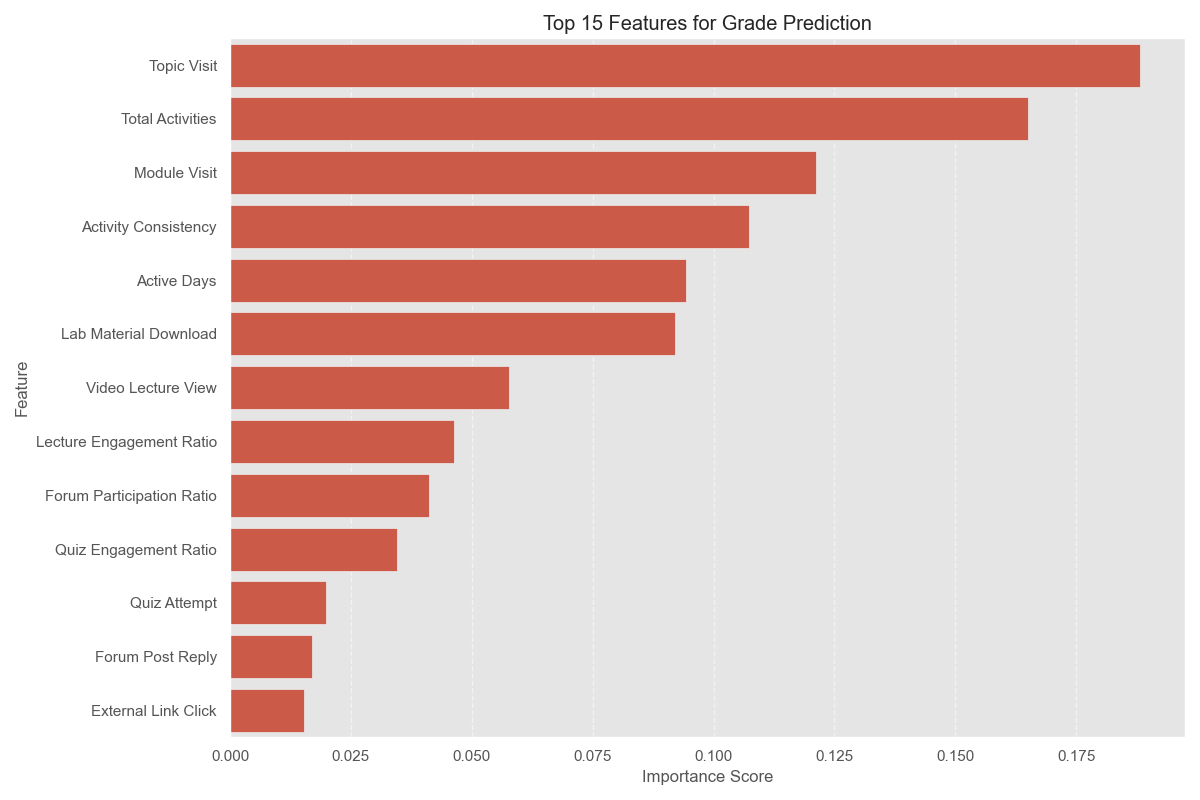 Top 15 Features for Grade Prediction
Feature
Topic Visit
Total Activities
Module Visit
Activity Consistency
Active Days
Lab Material Download
Video Lecture View
Lecture Engagement Ratio
Forum Participation Ratio
Quiz Engagement Ratio
Quiz Attempt
Forum Post Reply
External Link Click
0.000 0.025 0.050 0.075 0.100 0.125 0.150 0.175
Importance Score